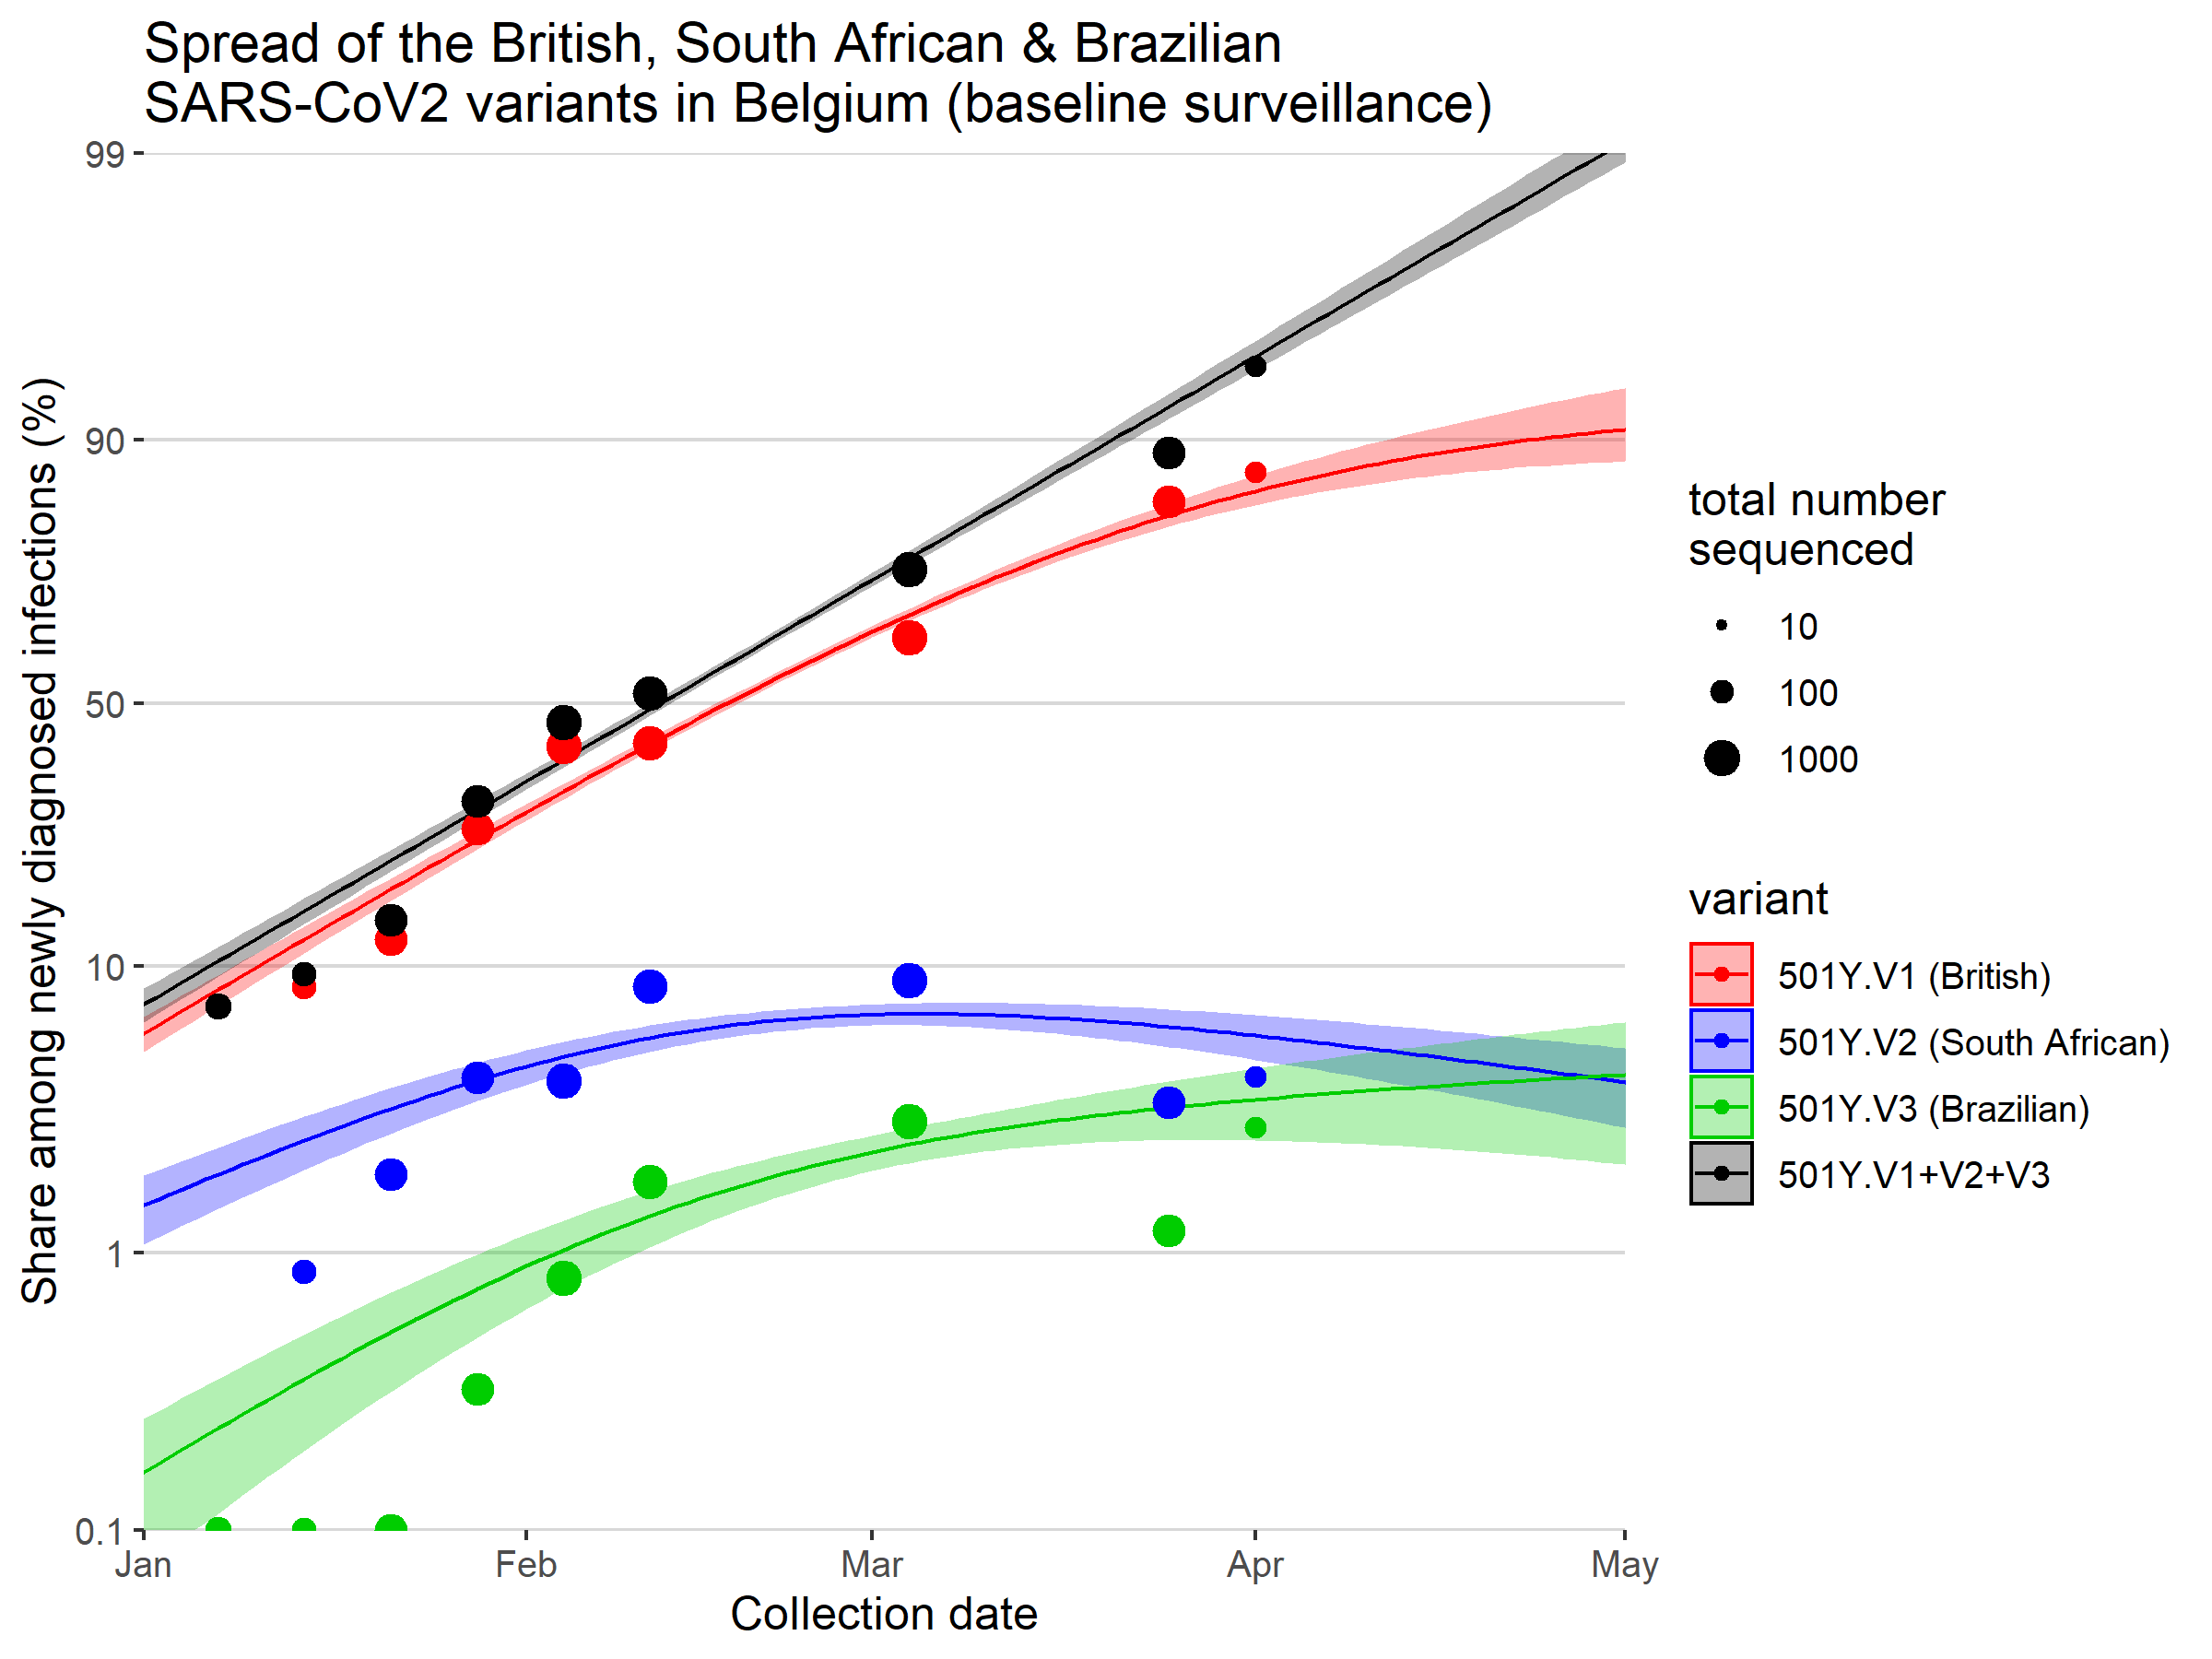 Spread of the British, South African & Brazilian
SARS-CoV2 variants in Belgium (baseline surveillance)
Share among newly diagnosed infections (%)
99
90
50
10
1
0.1
Jan
Feb
Mar
Apr
May
Collection date
total number
sequenced
10
100
1000
variant
501Y.V1 (British)
501Y.V2 (South African)
501Y.V3 (Brazilian)
501Y.V1+V2+V3